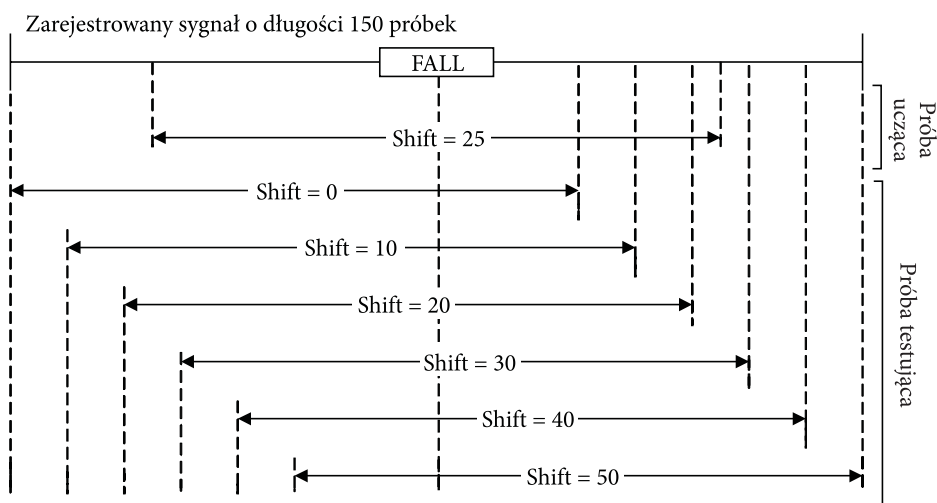 Zarejestrowany sygnał o długości 150 próbek
FALL
Próba
ucząca
Shift = 25
Shift = 0
Shift = 10
Shift = 20
Shift = 30
Shift = 40
Shift = 50
Próba testująca